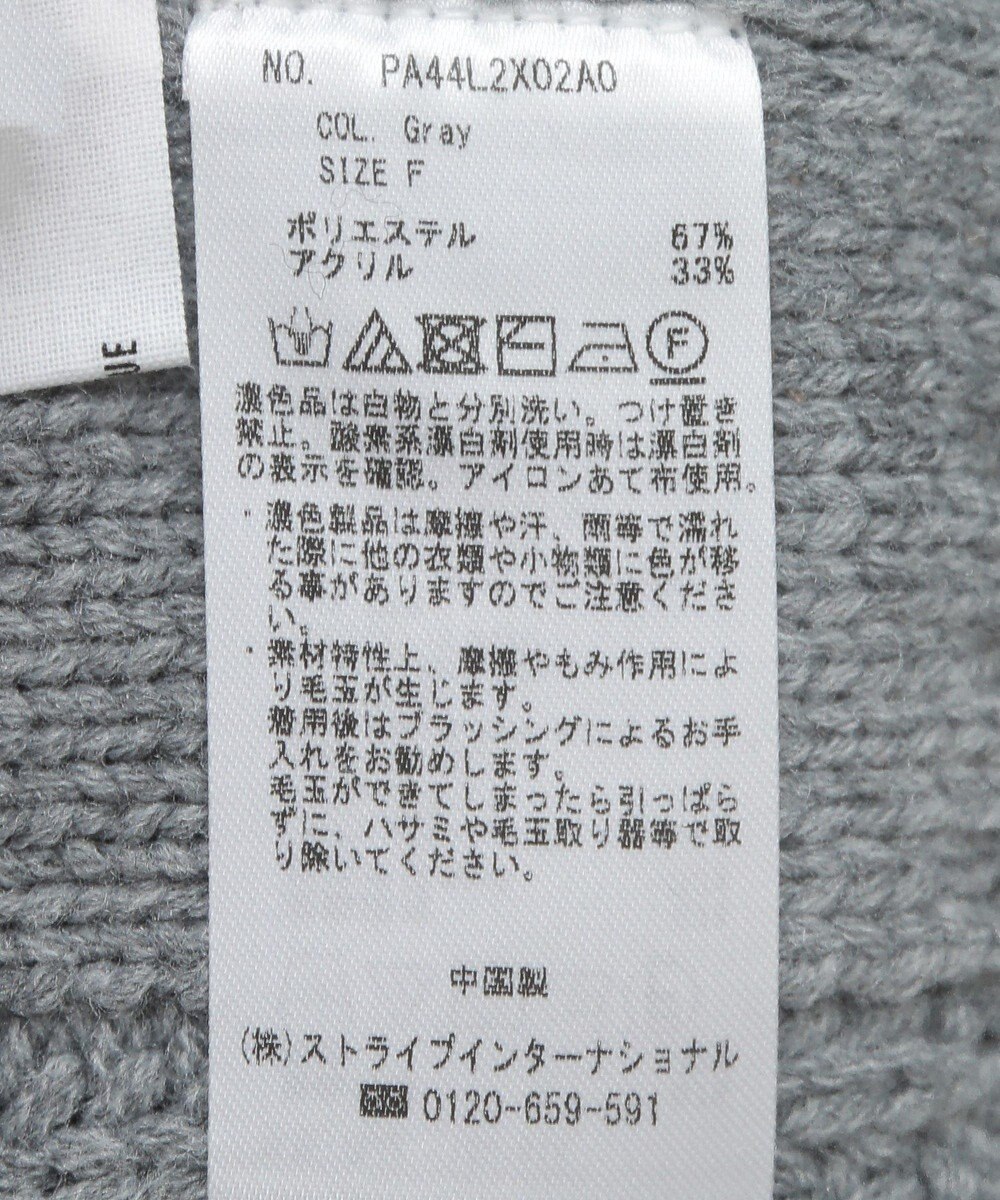 UE
NO. PA44L2X02A0
COL. Gray
SIZE F
ポリエステル 67%
アクリル 33%
F
濃色品は白物と分別洗い。つけ置き
禁止。酸素系漂白剤使用時は漂白剤
の表示を確認。アイロンあて布使用。
・濃色製品は摩擦や汗、雨等で濡れ
た際に他の衣類や小物類に色が移
る事がありますのでご注意くださ
い。
・素材特性上、摩擦やもみ作用によ
り毛玉が生じます。
着用後はブラッシングによるお手
入れをお勧めします。
毛玉ができてしまったら引っぱら
ずに、ハサミや毛玉取り器等で取
り除いてください。
中国製
(株)ストライプインターナショナル
0120-659-591